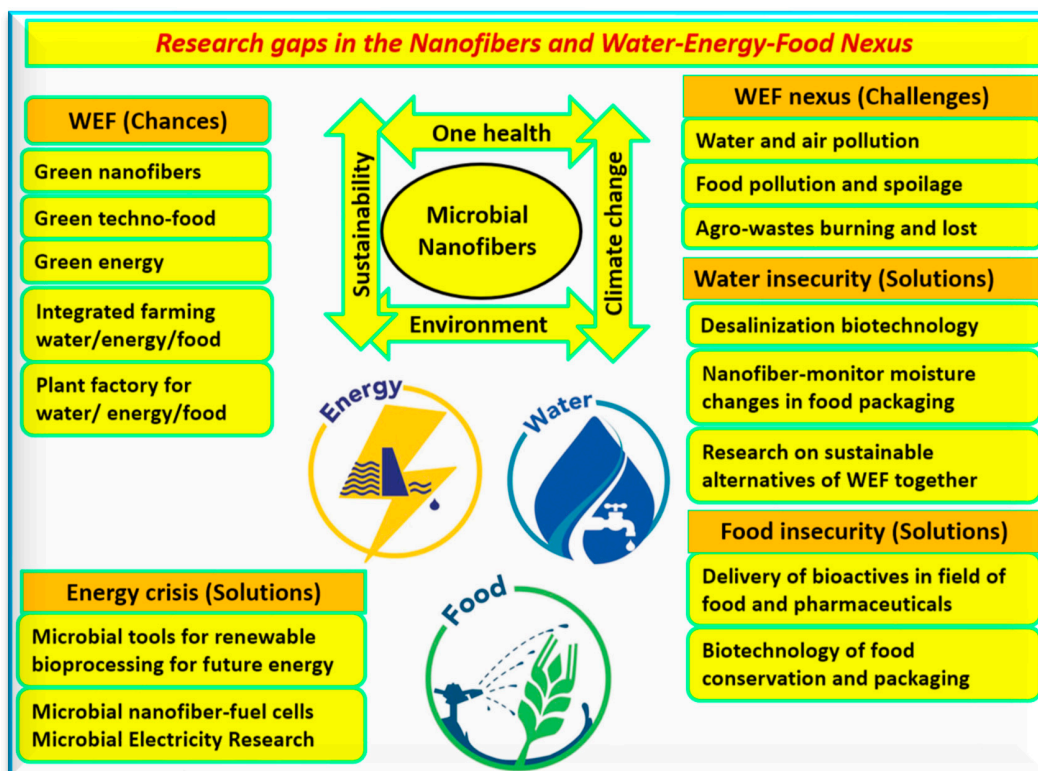 Research gaps in the Nanofibers and Water-Energy-Food Nexus
WEF (Chances)
Green nanofibers
Green techno-food
Green energy
Integrated farming
water/energy/food
Plant factory for
water/ energy/food
One health
Sustainability
Microbial
Nanofibers
Climate change
Environment
Energy
Water
Food
WEF nexus (Challenges)
Water and air pollution
Food pollution and spoilage
Agro-wastes burning and lost
Water insecurity (Solutions)
Desalinization biotechnology
Nanofiber-monitor moisture
changes in food packaging
Research on sustainable
alternatives of WEF together
Food insecurity (Solutions)
Delivery of bioactives in field of
food and pharmaceuticals
Biotechnology of food
conservation and packaging
Energy crisis (Solutions)
Microbial tools for renewable
bioprocessing for future energy
Microbial nanofiber-fuel cells
Microbial Electricity Research